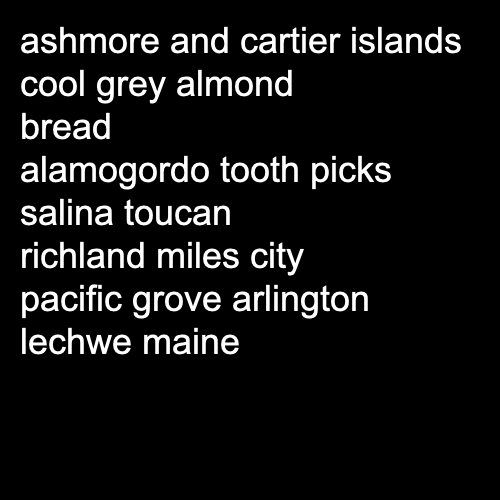 ashmore and cartier islands
cool grey almond
bread
alamogordo tooth picks
salina toucan
richland miles city
pacific grove arlington
lechwe maine